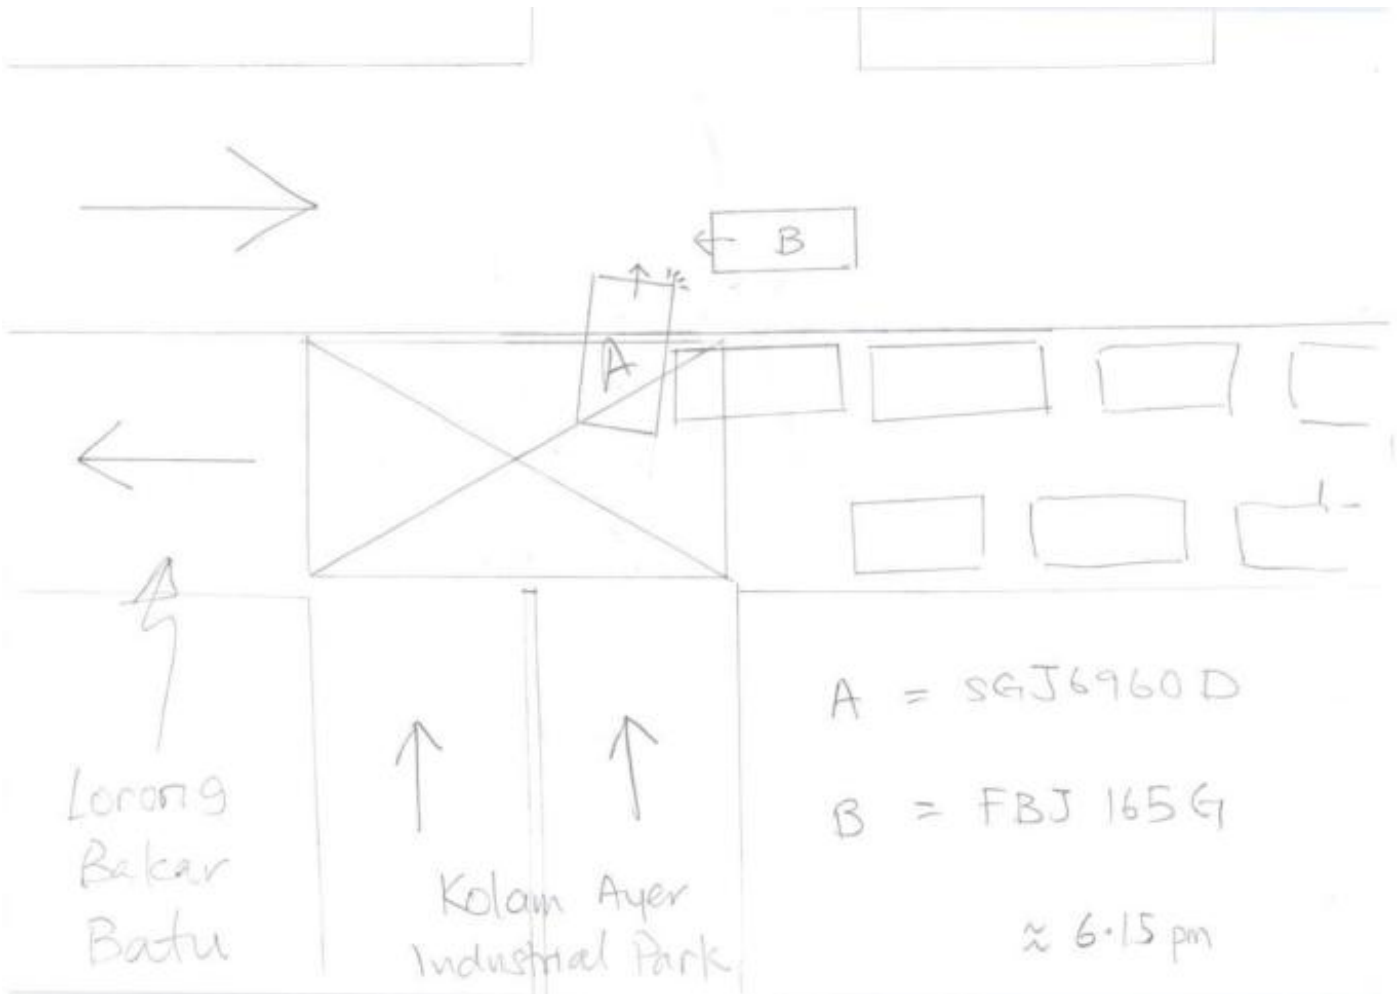 B
A
A = SGJ6960D
B = FBJ 165G
≈ 6.15 pm
Lorong
Bakar
Batu
Kolam Ayer
Industrial Park